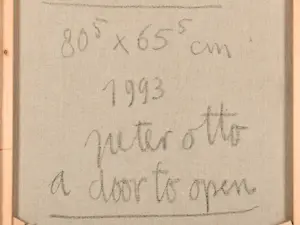 80⁵ x 65⁵ cm
1993
peter otto
a door to open